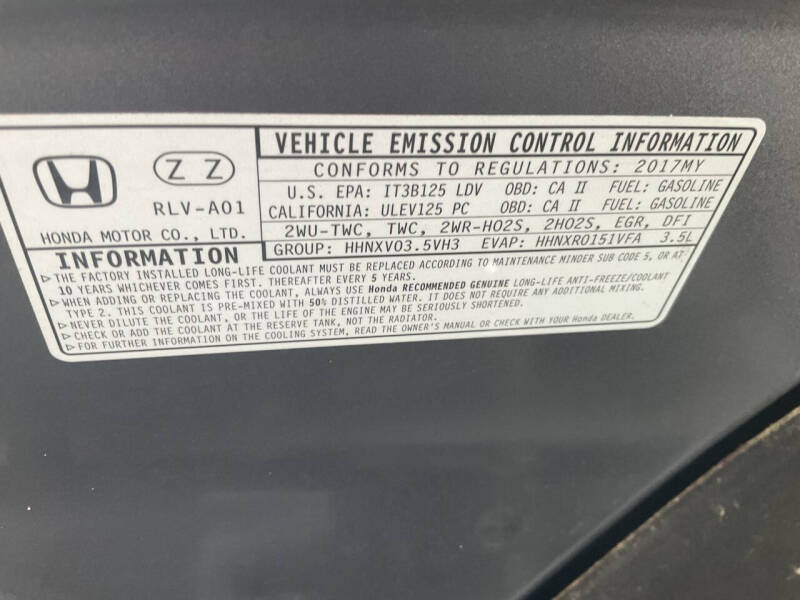 VEHICLE EMISSION CONTROL INFORMATION
CONFORMS TO REGULATIONS: 2017MY
U.S. EPA: IT3B125 LDV OBD: CA II FUEL: GASOLINE
CALIFORNIA: ULEV125 PC OBD: CA II FUEL: GASOLINE
2WU-TWC, TWC, 2WR-HO2S, 2HO2S, EGR, DFI
GROUP: HHNXV03.5VH3 EVAP: HHNXR0151VFA 3.5L
Z Z
RLV-A01
HONDA MOTOR CO., LTD.
INFORMATION
▷THE FACTORY INSTALLED LONG-LIFE COOLANT MUST BE REPLACED ACCORDING TO MAINTENANCE MINDER SUB CODE 5, OR AT:
10 YEARS WHICHEVER COMES FIRST. THEREAFTER EVERY 5 YEARS.
▷WHEN ADDING OR REPLACING THE COOLANT, ALWAYS USE Honda RECOMMENDED GENUINE LONG-LIFE ANTI-FREEZE/COOLANT
TYPE 2. THIS COOLANT IS PRE-MIXED WITH 50% DISTILLED WATER. IT DOES NOT REQUIRE ANY ADDITIONAL MIXING.
▷NEVER DILUTE THE COOLANT, OR THE LIFE OF THE ENGINE MAY BE SERIOUSLY SHORTENED.
▷CHECK OR ADD THE COOLANT AT THE RESERVE TANK, NOT THE RADIATOR.
▷FOR FURTHER INFORMATION ON THE COOLING SYSTEM, READ THE OWNER'S MANUAL OR CHECK WITH YOUR Honda DEALER.